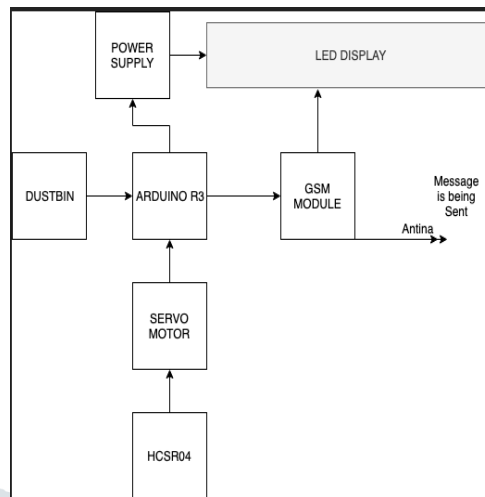 POWER
SUPPLY
LED DISPLAY
DUSTBIN
ARDUINO R3
GSM
MODULE
Message
is being
Sent
Antina
SERVO
MOTOR
HCSR04